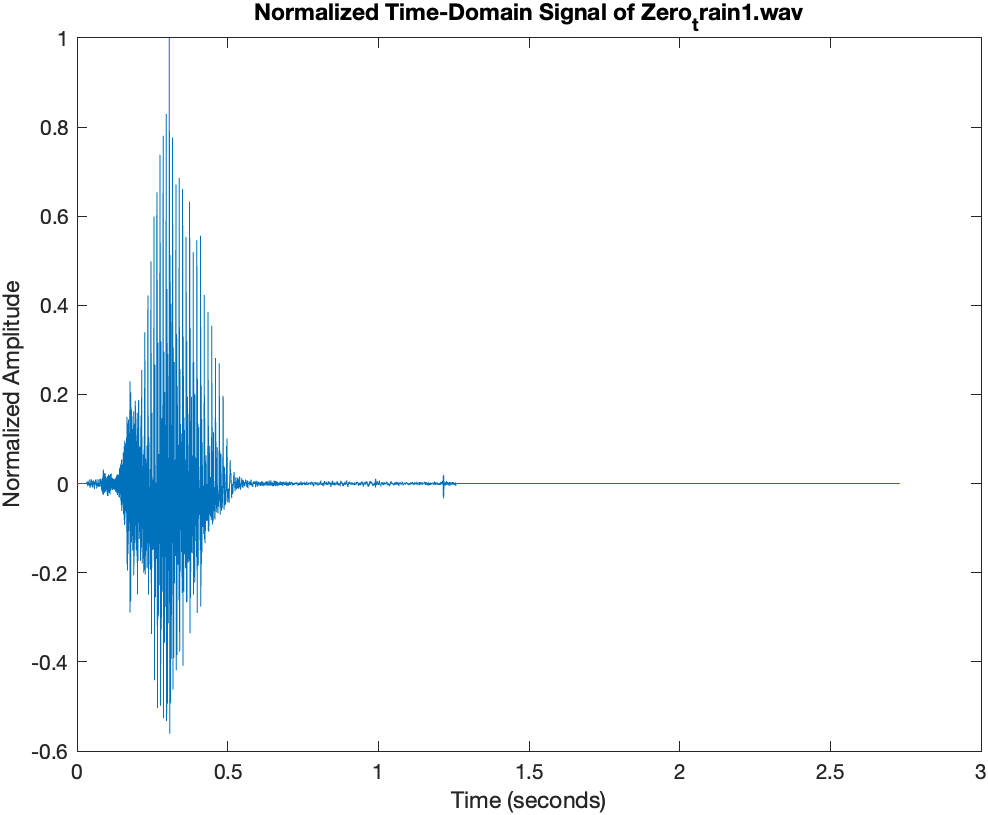 Normalized Time-Domain Signal of Zero_train1.wav
1
0.8
0.6
0.4
0.2
0
-0.2
-0.4
-0.6
Normalized Amplitude
0 0.5 1 1.5 2 2.5 3
Time (seconds)